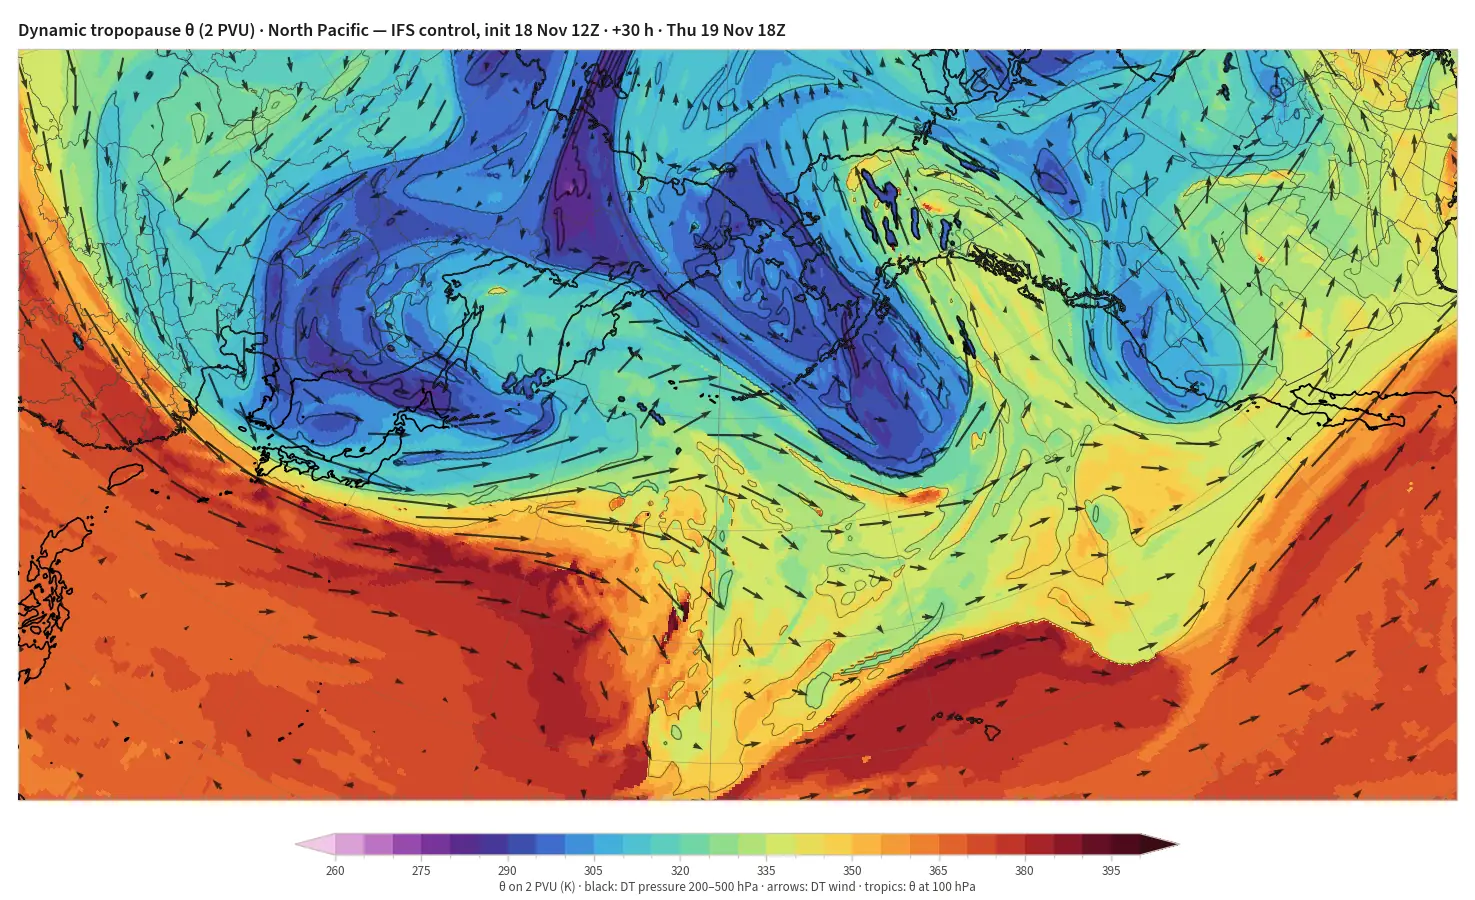 Dynamic tropopause θ (2 PVU) · North Pacific — IFS control, init 18 Nov 12Z · +30 h · Thu 19 Nov 18Z
260 275 290 305 320 335 350 365 380 395
θ on 2 PVU (K) · black: DT pressure 200–500 hPa · arrows: DT wind · tropics: θ at 100 hPa